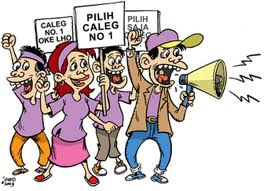 CALEG
NO. 1
OKE LHO
PILIH
CALEG
NO 1
PILIH
SAJA